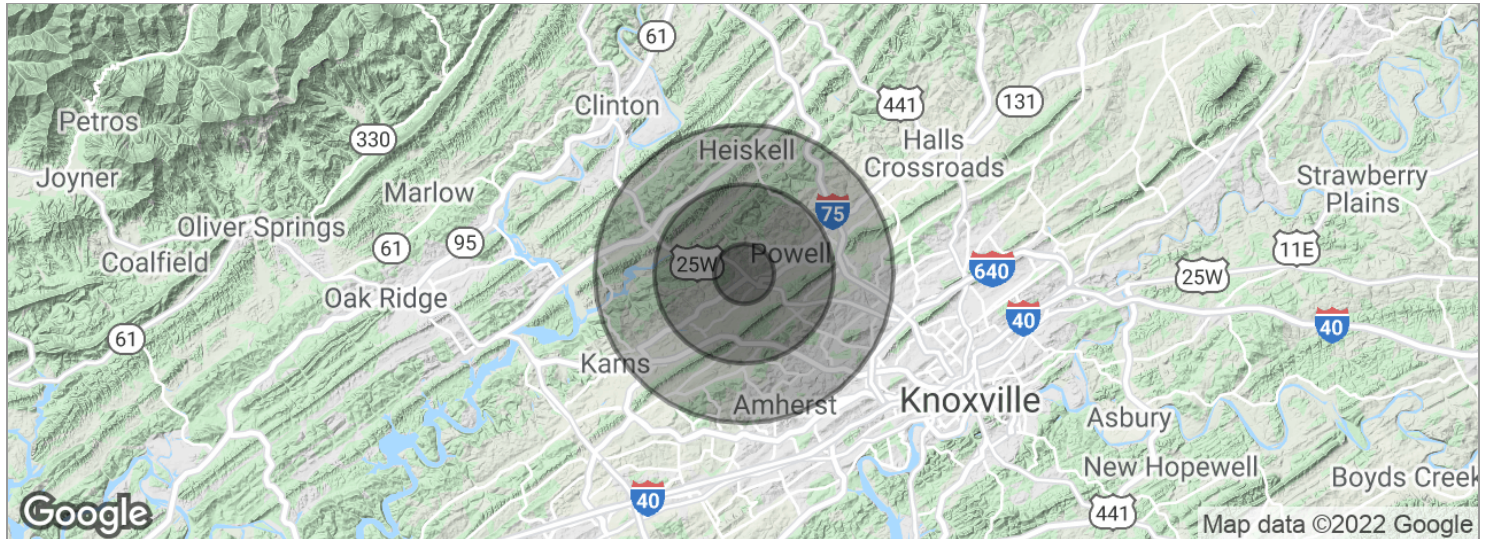 61
Clinton
441
131
Petros
330
Halls
Crossroads
Heiskell
Joyner
Marlow
Strawberry
Plains
75
Oliver Springs
61
95
11E
Coalfield
25W
Powell
640
25W
Oak Ridge
40
40
61
Karns
Amherst
Knoxville
Asbury
New Hopewell
Boyds Creek
40
441
Google
Map data ©2022 Google